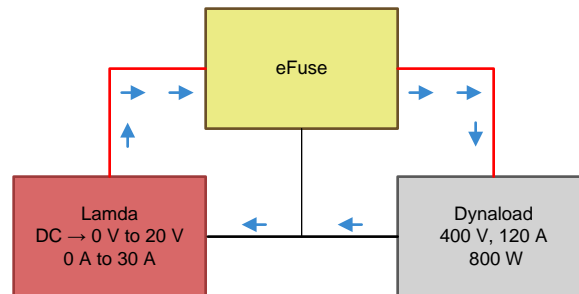 eFuse
Lamda
DC → 0 V to 20 V
0 A to 30 A
Dynaload
400 V, 120 A
800 W